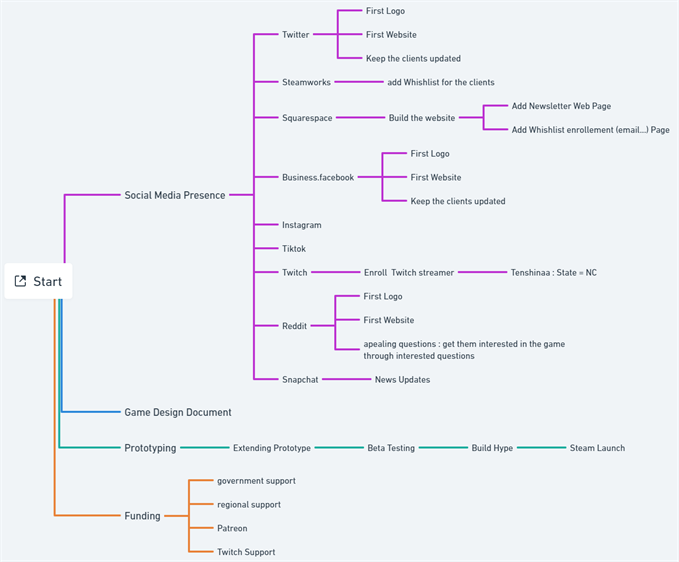 First Logo
Twitter
First Website
Keep the clients updated
Steamworks
add Whishlist for the clients
Squarespace
Build the website
Add Newsletter Web Page
Add Whishlist enrollement (email...) Page
First Logo
Business.facebook
First Website
Keep the clients updated
Social Media Presence
Instagram
Tiktok
Twitch
Enroll Twitch streamer
Tenshinaa : State = NC
Start
First Logo
First Website
Reddit
apealing questions : get them interested in the game
through interested questions
Snapchat
News Updates
Game Design Document
Prototyping
Extending Prototype
Beta Testing
Build Hype
Steam Launch
government support
regional support
Funding
Patreon
Twitch Support